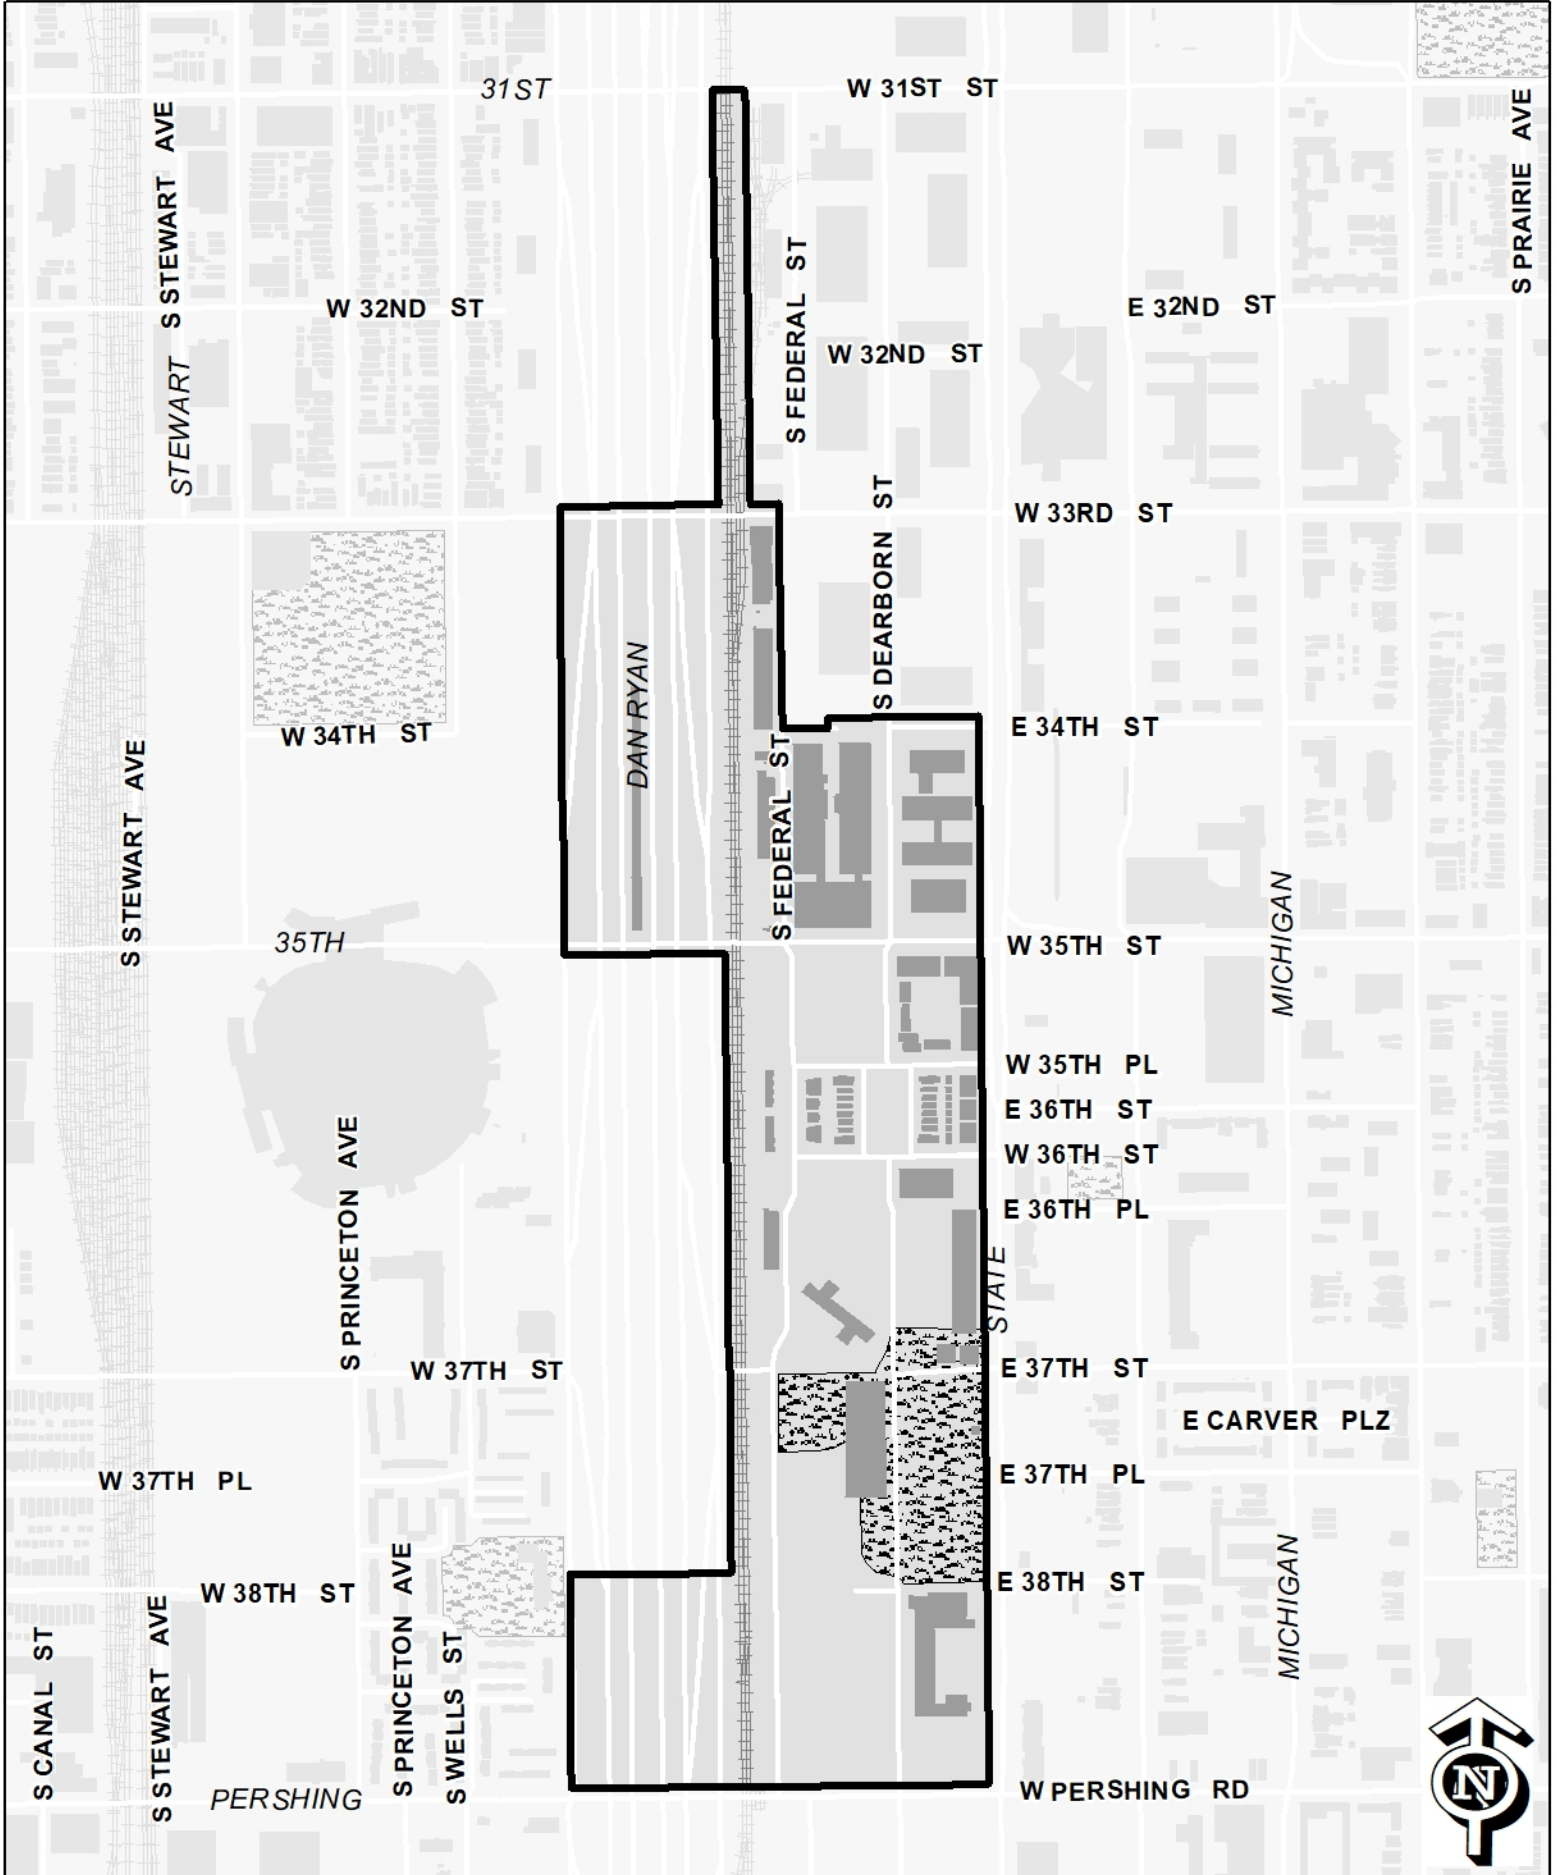 31ST
W 31ST ST
S STEWART AVE
S PRAIRIE AVE
S FEDERAL ST
W 32ND ST
E 32ND ST
W 32ND ST
STEWART
S DEARBORN ST
W 33RD ST
DAN RYAN
W 34TH ST
E 34TH ST
S STEWART AVE
S FEDERAL ST
MICHIGAN
35TH
W 35TH ST
W 35TH PL
E 36TH ST
S PRINCETON AVE
W 36TH ST
E 36TH PL
STATE
W 37TH ST
E 37TH ST
E CARVER PLZ
W 37TH PL
E 37TH PL
MICHIGAN
S PRINCETON AVE
W 38TH ST
E 38TH ST
S CANAL ST
S STEWART AVE
S WELLS ST
PERSHING
W PERSHING RD
N